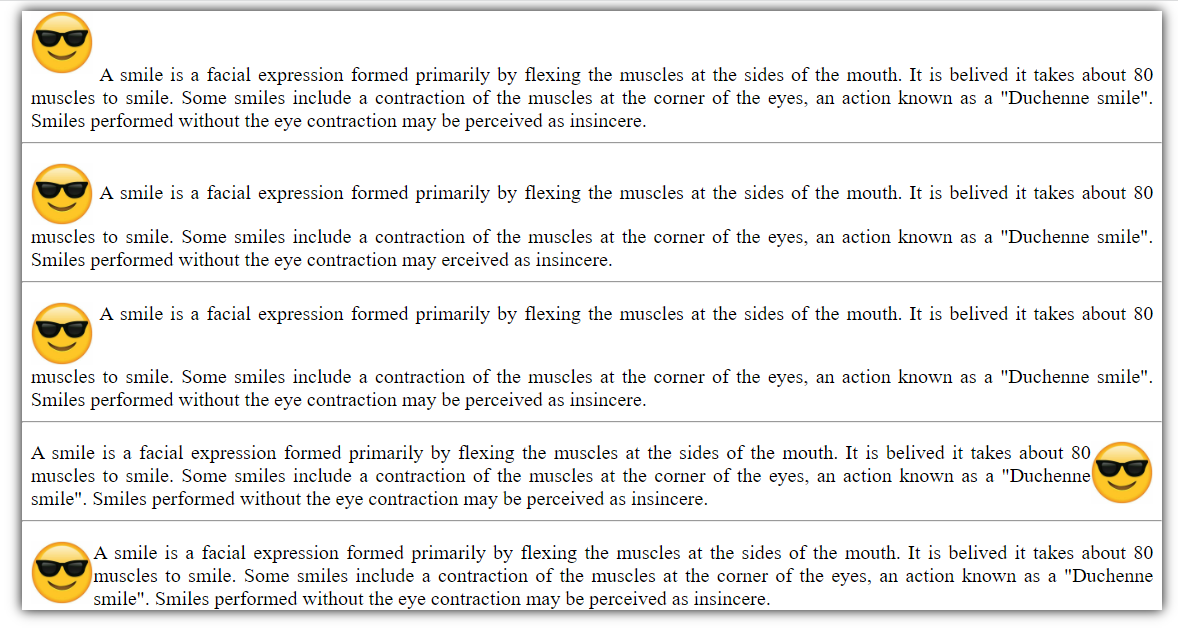 A smile is a facial expression formed primarily by flexing the muscles at the sides of the mouth. It is belived it takes about 80
muscles to smile. Some smiles include a contraction of the muscles at the corner of the eyes, an action known as a "Duchenne smile".
Smiles performed without the eye contraction may be perceived as insincere.
A smile is a facial expression formed primarily by flexing the muscles at the sides of the mouth. It is belived it takes about 80
muscles to smile. Some smiles include a contraction of the muscles at the corner of the eyes, an action known as a "Duchenne smile".
Smiles performed without the eye contraction may erceived as insincere.
A smile is a facial expression formed primarily by flexing the muscles at the sides of the mouth. It is belived it takes about 80
muscles to smile. Some smiles include a contraction of the muscles at the corner of the eyes, an action known as a "Duchenne smile".
Smiles performed without the eye contraction may be perceived as insincere.
A smile is a facial expression formed primarily by flexing the muscles at the sides of the mouth. It is belived it takes about 80
muscles to smile. Some smiles include a contraction of the muscles at the corner of the eyes, an action known as a "Duchenne
smile". Smiles performed without the eye contraction may be perceived as insincere.
A smile is a facial expression formed primarily by flexing the muscles at the sides of the mouth. It is belived it takes about 80
muscles to smile. Some smiles include a contraction of the muscles at the corner of the eyes, an action known as a "Duchenne
smile". Smiles performed without the eye contraction may be perceived as insincere.